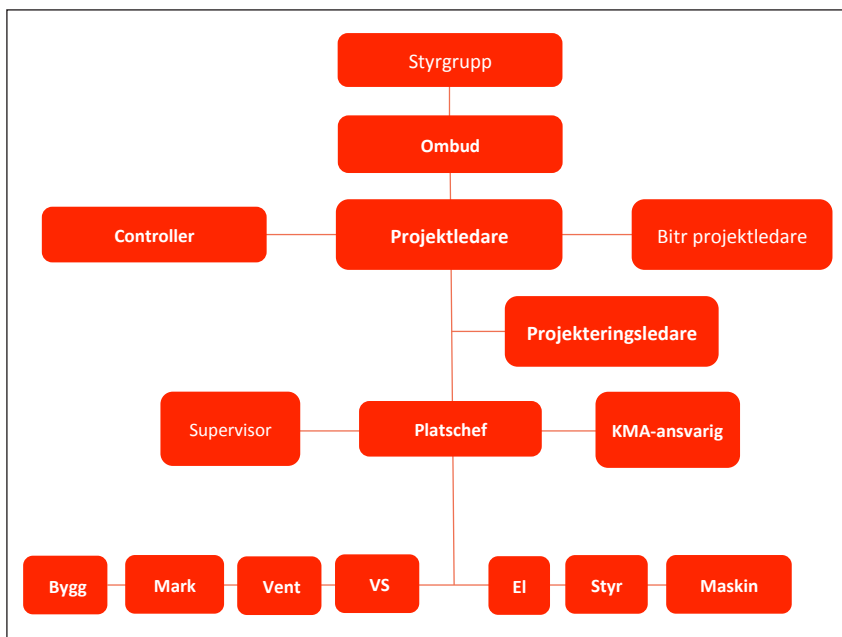 Styrgrupp
Ombud
Controller
Projektledare
Bitr projektledare
Projekteringsledare
Supervisor
Platschef
KMA-ansvarig
Bygg
Mark
Vent
VS
El
Styr
Maskin